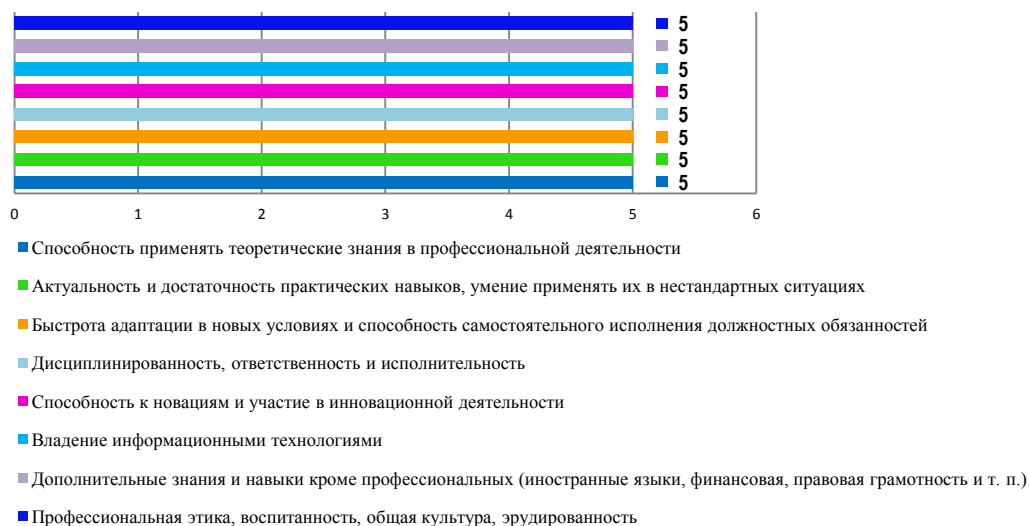 5
5
5
5
5
5
5
5
0 1 2 3 4 5 6
Способность применять теоретические знания в профессиональной деятельности
Актуальность и достаточность практических навыков, умение применять их в нестандартных ситуациях
Быстрота адаптации в новых условиях и способность самостоятельного исполнения должностных обязанностей
Дисциплинированность, ответственность и исполнительность
Способность к новациям и участие в инновационной деятельности
Владение информационными технологиями
Дополнительные знания и навыки кроме профессиональных (иностранные языки, финансовая, правовая грамотность и т. п.)
Профессиональная этика, воспитанность, общая культура, эрудированность